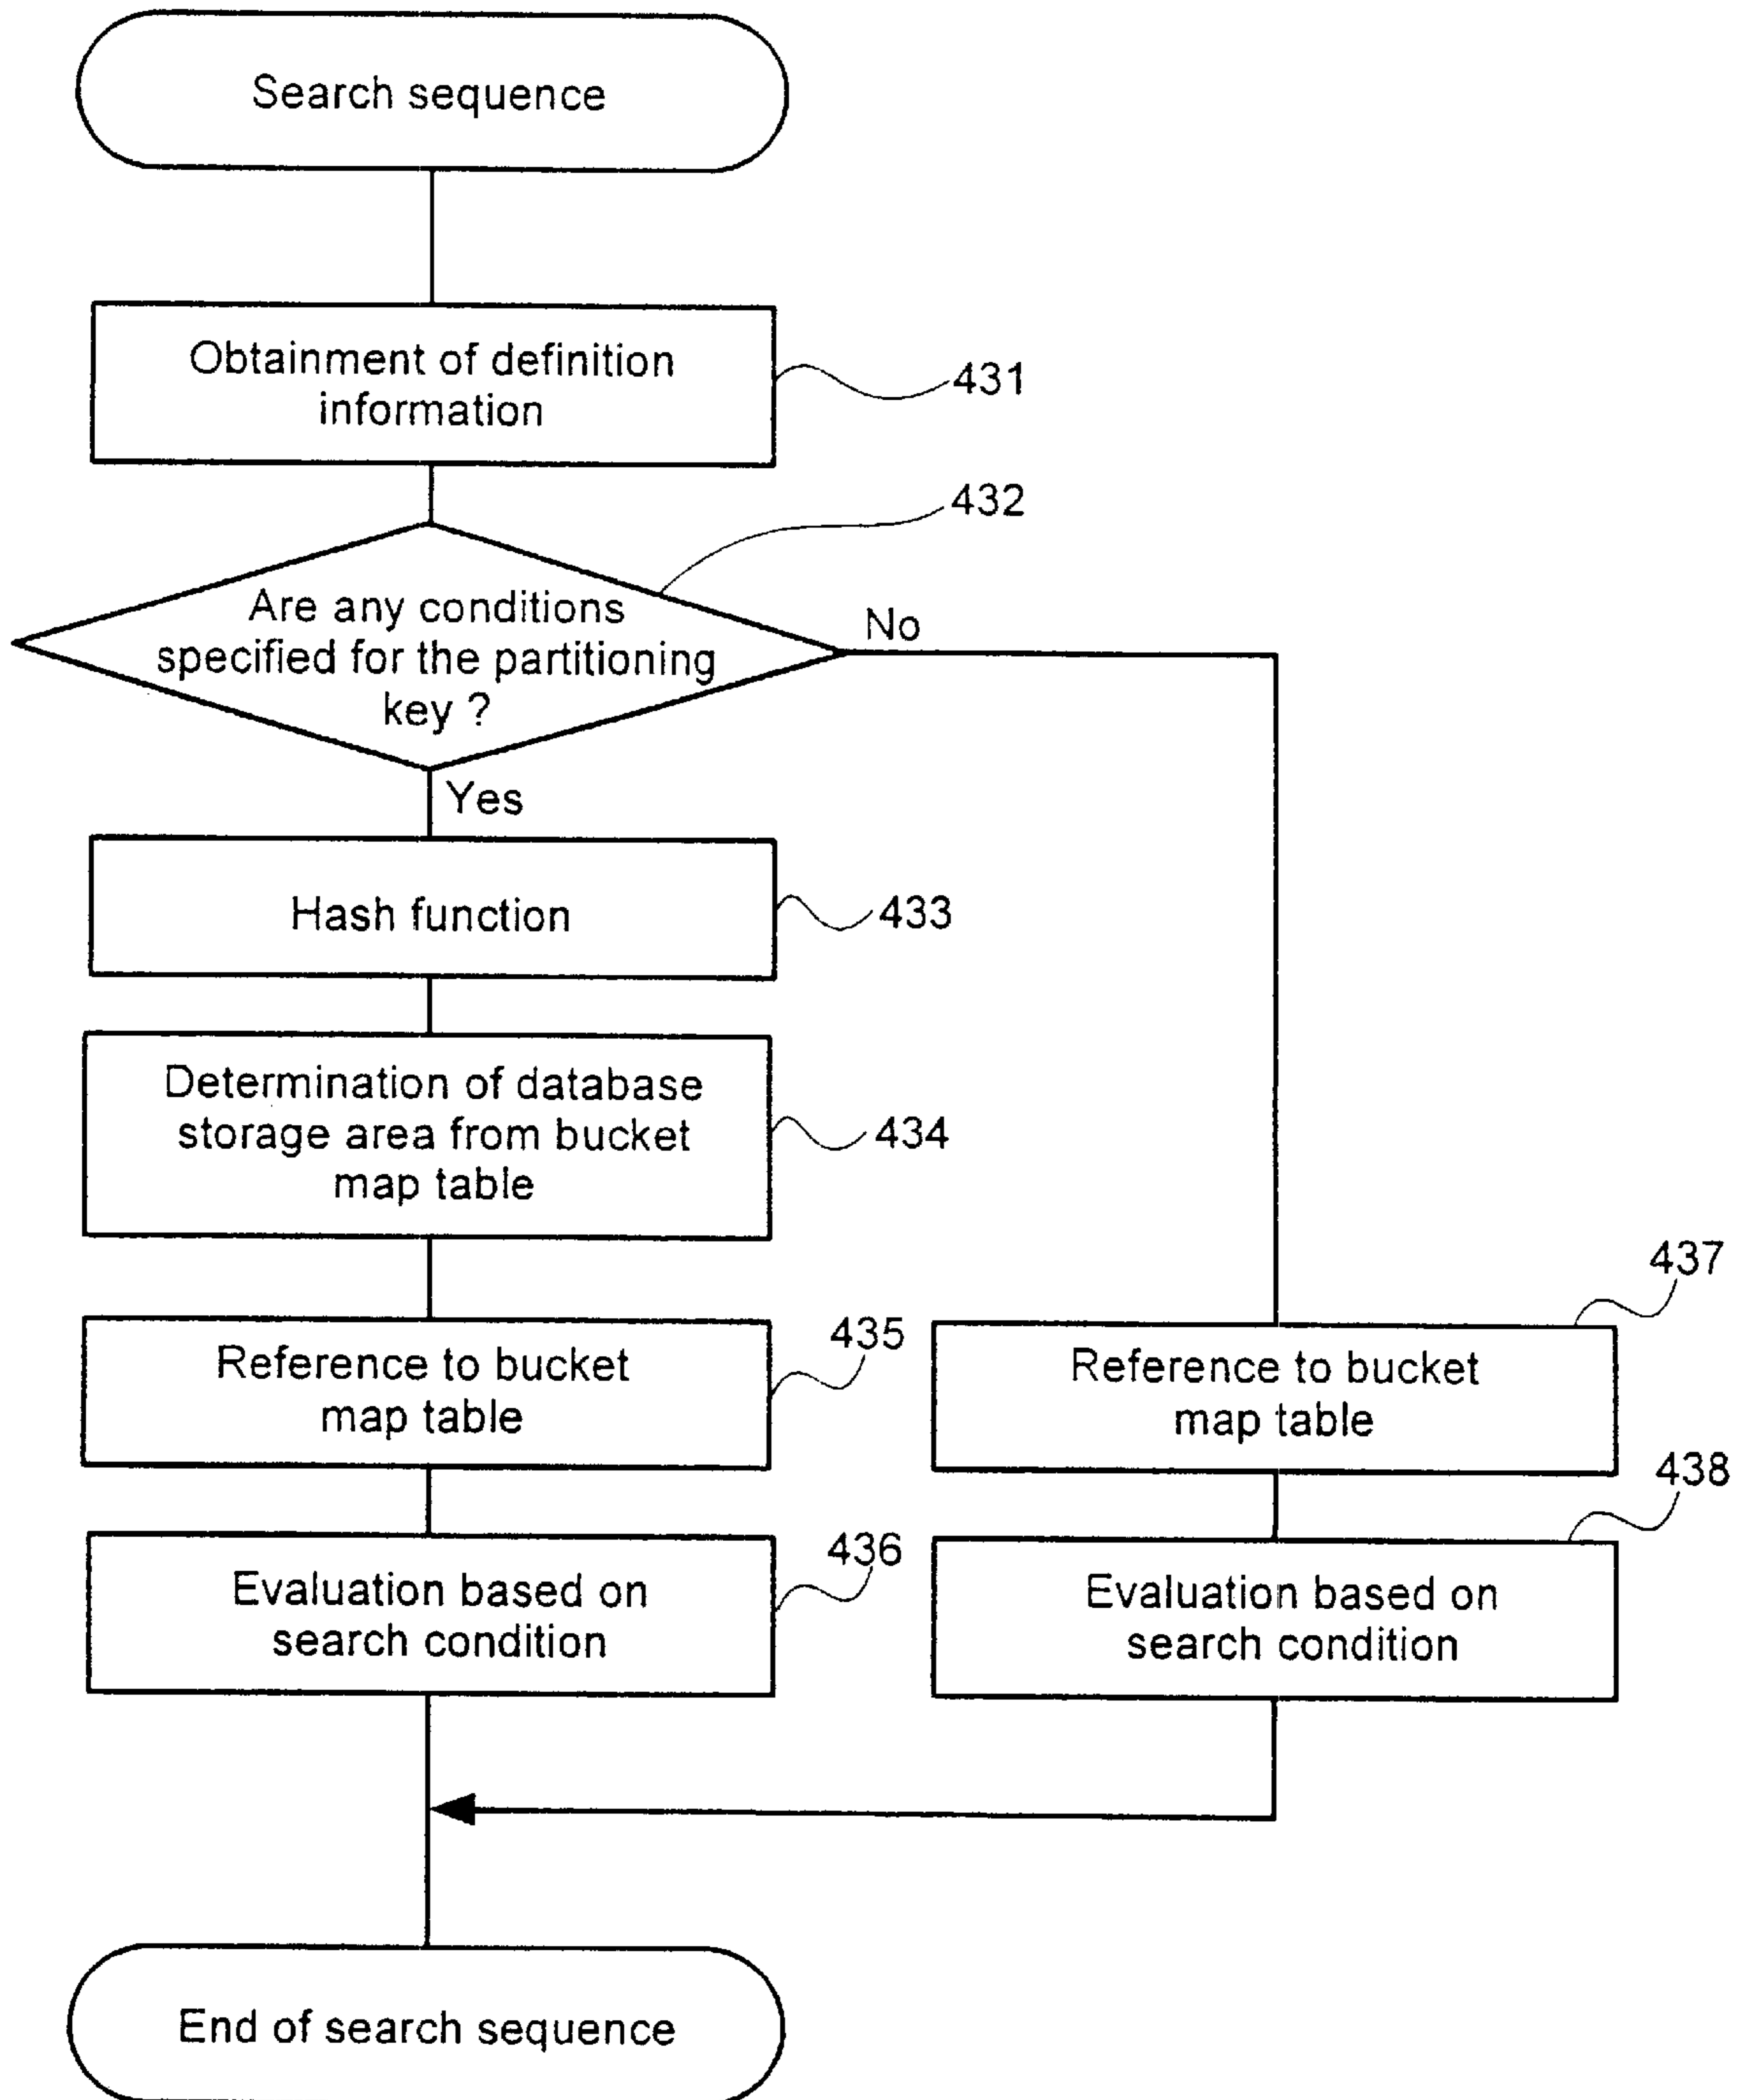 Search sequence
Obtainment of definition
information
431
432
Are any conditions
specified for the partitioning
key ?
No
Yes
Hash function
433
Determination of database
storage area from bucket
map table
434
Reference to bucket
map table
435
Evaluation based on
search condition
436
437
Reference to bucket
map table
438
Evaluation based on
search condition
End of search sequence